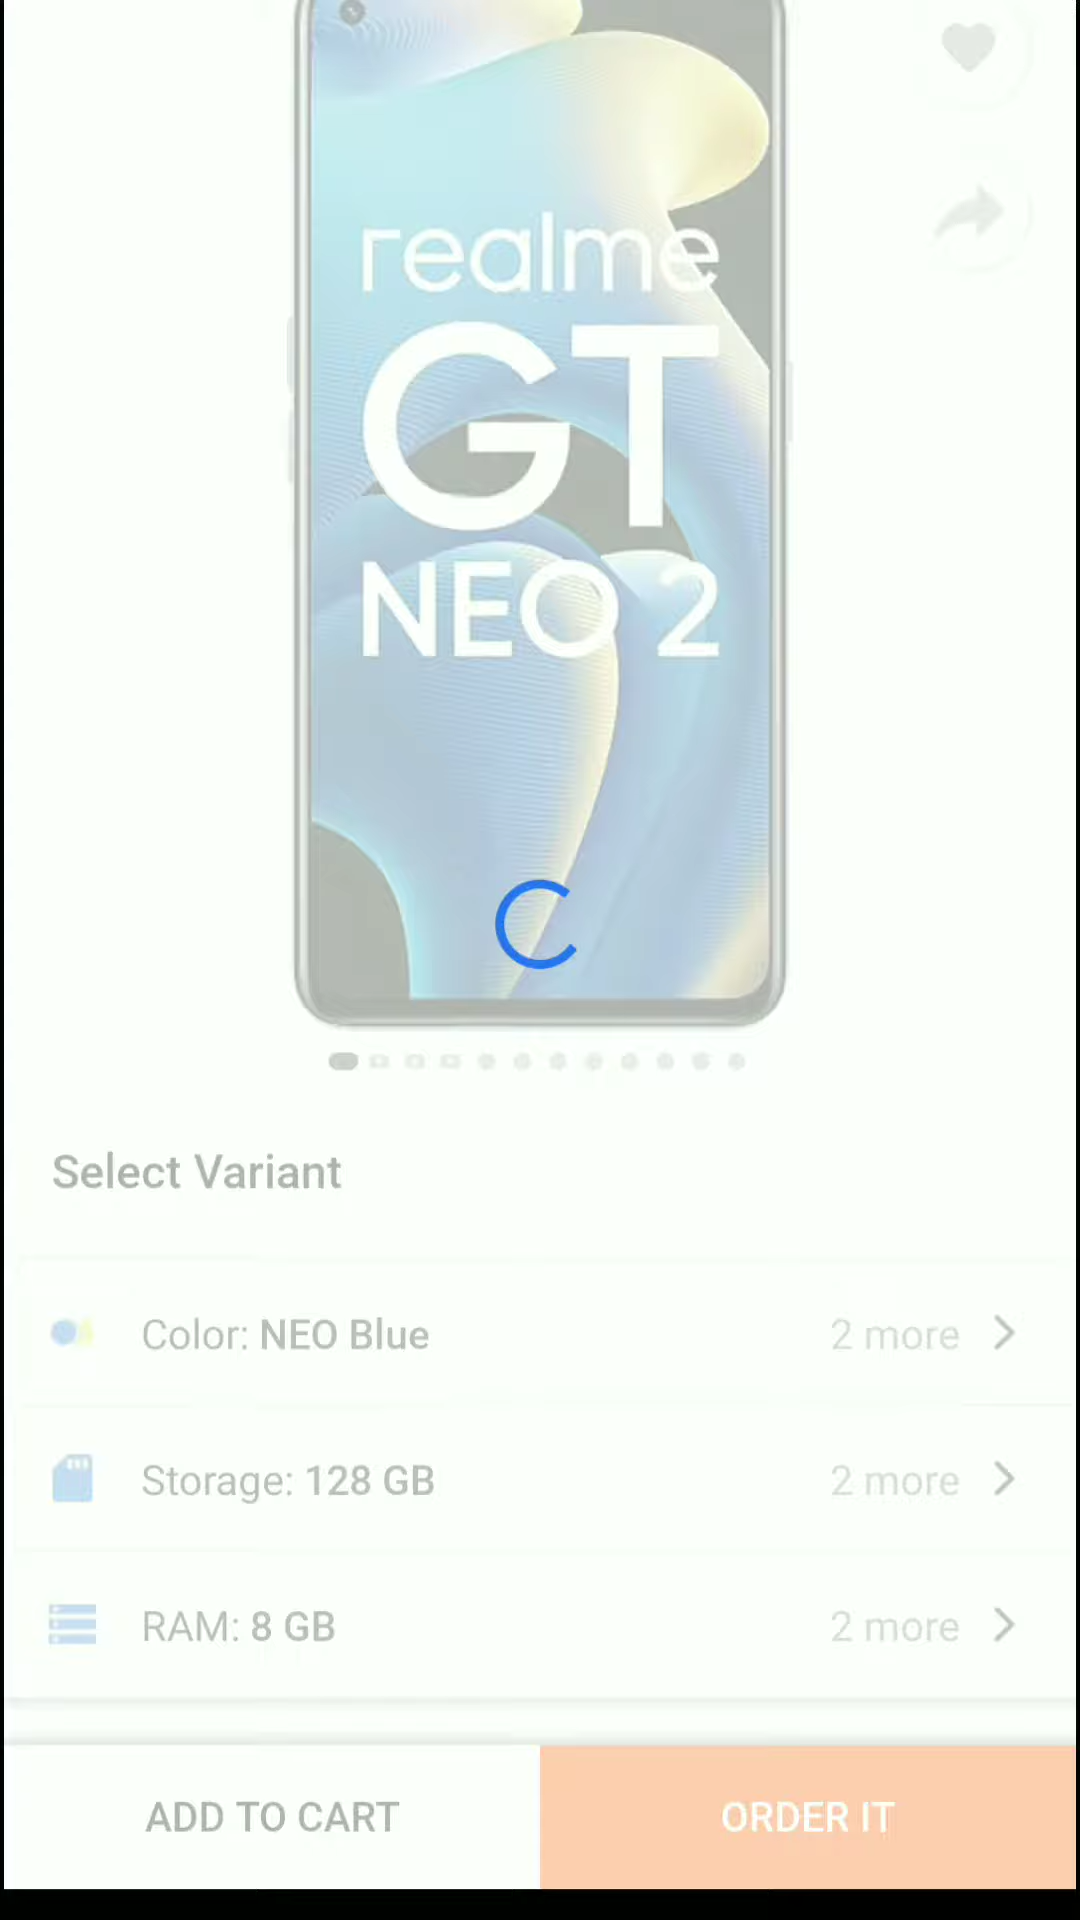 realme
GT
NEO 2
Select Variant
Color: NEO Blue
2 more
Storage: 128 GB
2 more
RAM: 8 GB
2 more
ADD TO CART
ORDER IT